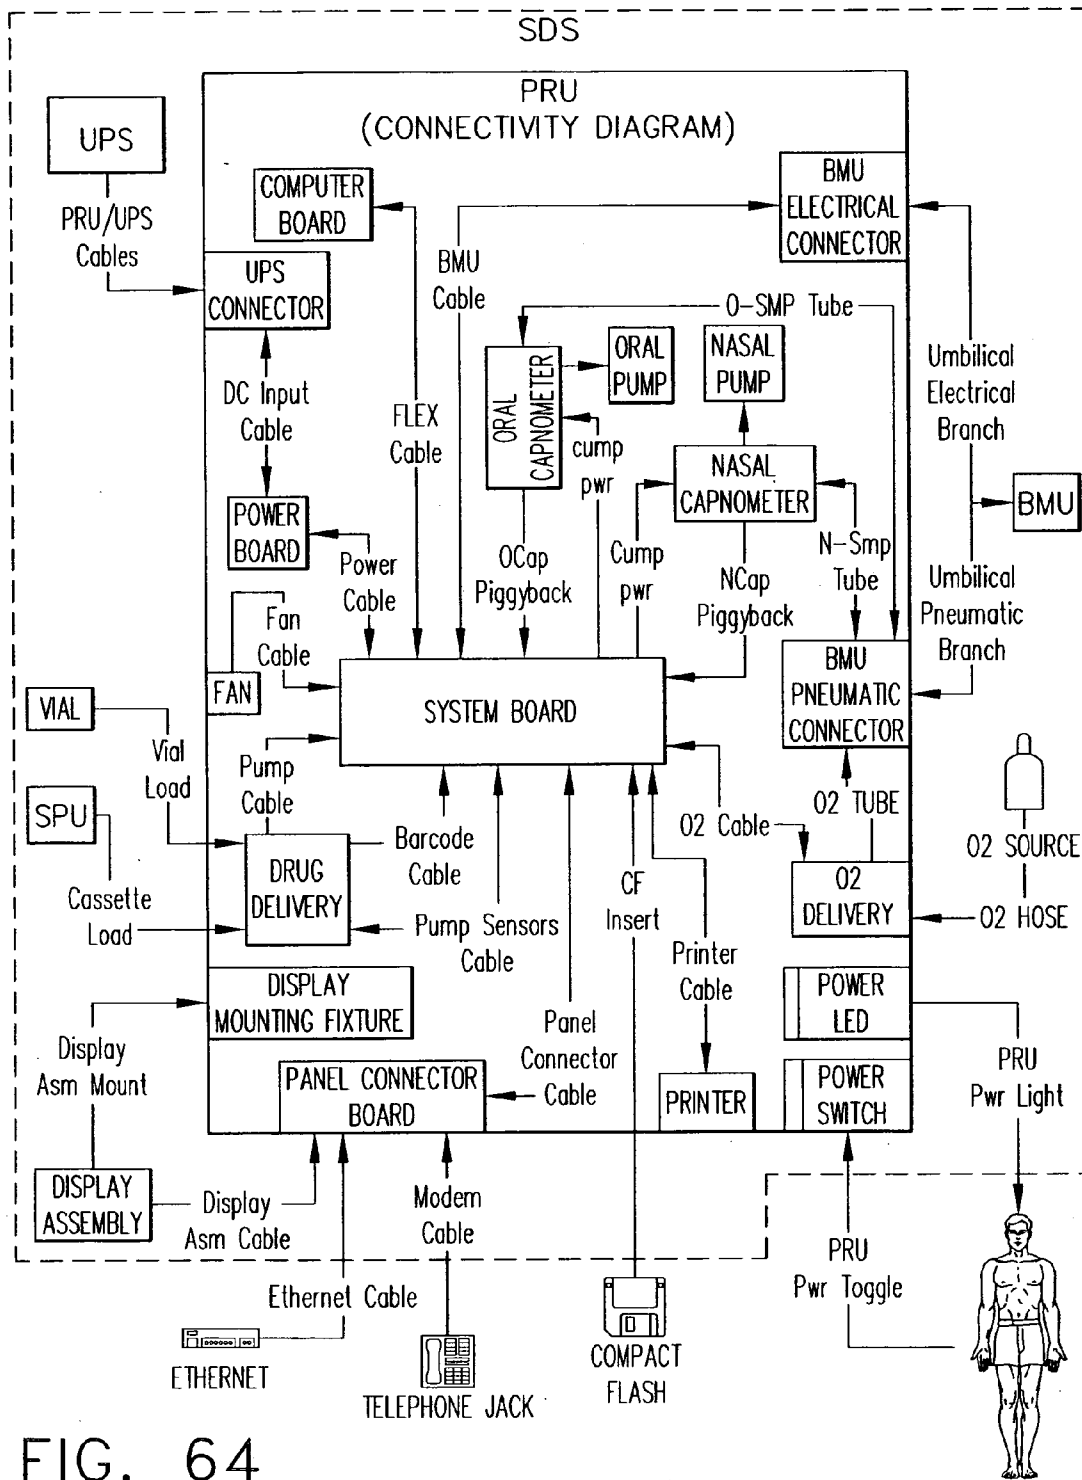 SDS
PRU
(CONNECTIVITY DIAGRAM)
UPS
PRU/UPS
Cables
COMPUTER
BOARD
BMU
ELECTRICAL
CONNECTOR
UPS
CONNECTOR
BMU
Cable
O-SMP Tube
ORAL
CAPNOMETER
ORAL
PUMP
NASAL
PUMP
Umbilical
Electrical
Branch
DC Input
Cable
FLEX
Cable
cump
pwr
NASAL
CAPNOMETER
BMU
POWER
BOARD
Power
Cable
OCap
Piggyback
Cump
pwr
NCap
Piggyback
N-Smp
Tube
Umbilical
Pneumatic
Branch
Fan
Cable
FAN
SYSTEM BOARD
BMU
PNEUMATIC
CONNECTOR
VIAL
Vial
Load
Pump
Cable
SPU
Barcode
Cable
O2 Cable
O2 TUBE
O2 SOURCE
DRUG
DELIVERY
Cassette
Load
Pump Sensors
Cable
CF
Insert
O2
DELIVERY
O2 HOSE
Printer
Cable
DISPLAY
MOUNTING FIXTURE
POWER
LED
Display
Asm Mount
Panel
Connector
Cable
PANEL CONNECTOR
BOARD
PRINTER
POWER
SWITCH
PRU
Pwr Light
DISPLAY
ASSEMBLY
Display
Asm Cable
Modem
Cable
PRU
Pwr Toggle
Ethernet Cable
ETHERNET
TELEPHONE JACK
COMPACT
FLASH
FIG. 64